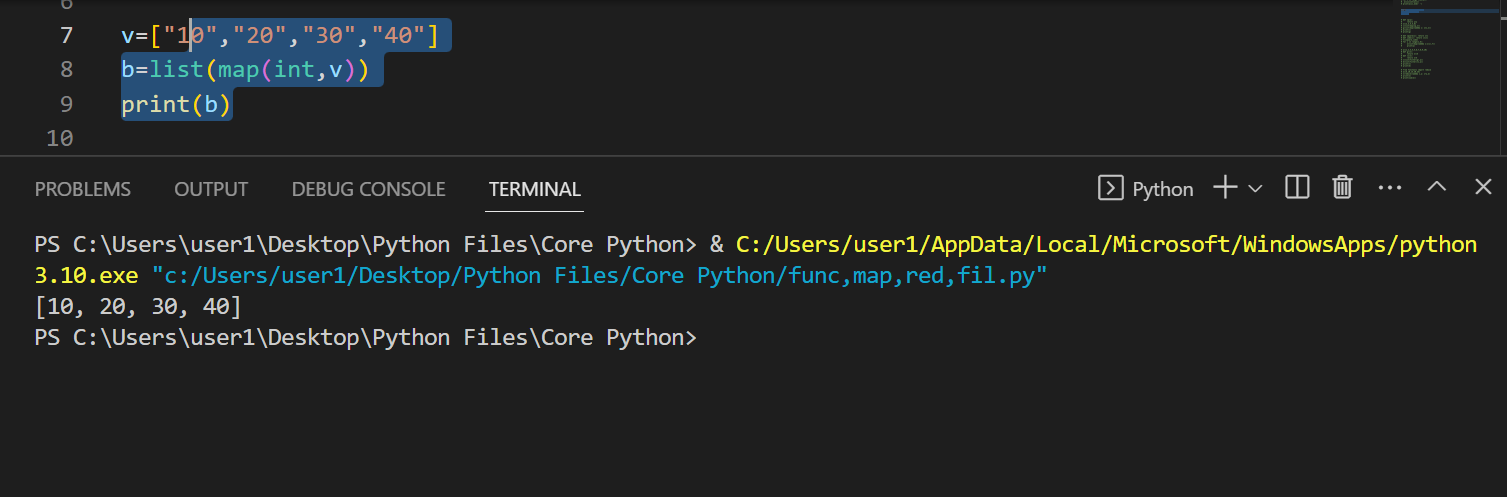 6
7 v=["10","20","30","40"]
8 b=list(map(int,v))
9 print(b)
10
PROBLEMS OUTPUT DEBUG CONSOLE TERMINAL Python
PS C:\Users\user1\Desktop\Python Files\Core Python> & C:/Users/user1/AppData/Local/Microsoft/WindowsApps/python
3.10.exe "c:/Users/user1/Desktop/Python Files/Core Python/func,map,red,fil.py"
[10, 20, 30, 40]
PS C:\Users\user1\Desktop\Python Files\Core Python>